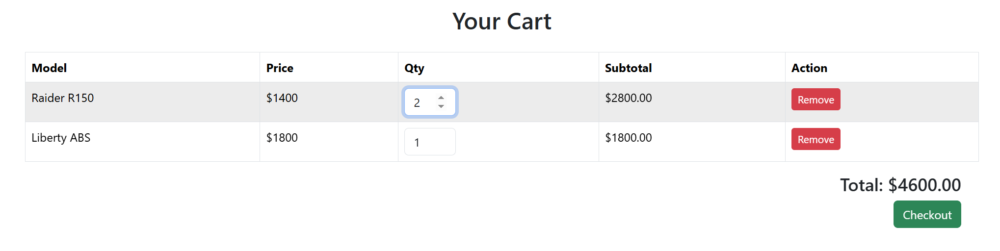 Your Cart
Model Price Qty Subtotal Action
Raider R150 $1400 2 $2800.00 Remove
Liberty ABS $1800 1 $1800.00 Remove
Total: $4600.00
Checkout